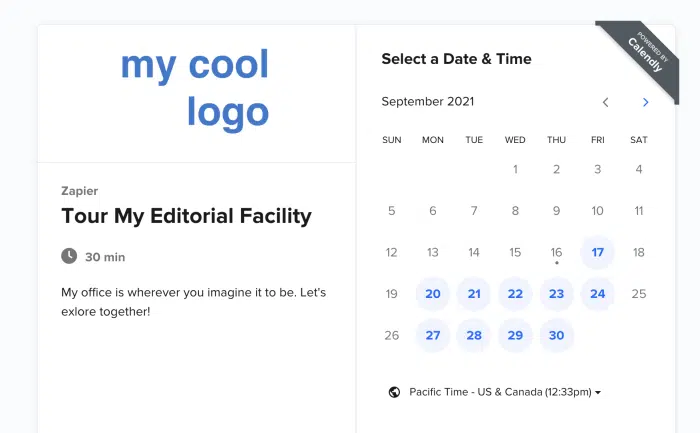 my cool
logo
Zapier
Tour My Editorial Facility
30 min
My office is wherever you imagine it to be. Let's
exlore together!
POWERED BY
Calendly
Select a Date & Time
September 2021
SUN MON TUE WED THU FRI SAT
1 2 3 4
5 6 7 8 9 10 11
12 13 14 15 16 17 18
19 20 21 22 23 24 25
26 27 28 29 30
Pacific Time - US & Canada (12:33pm)